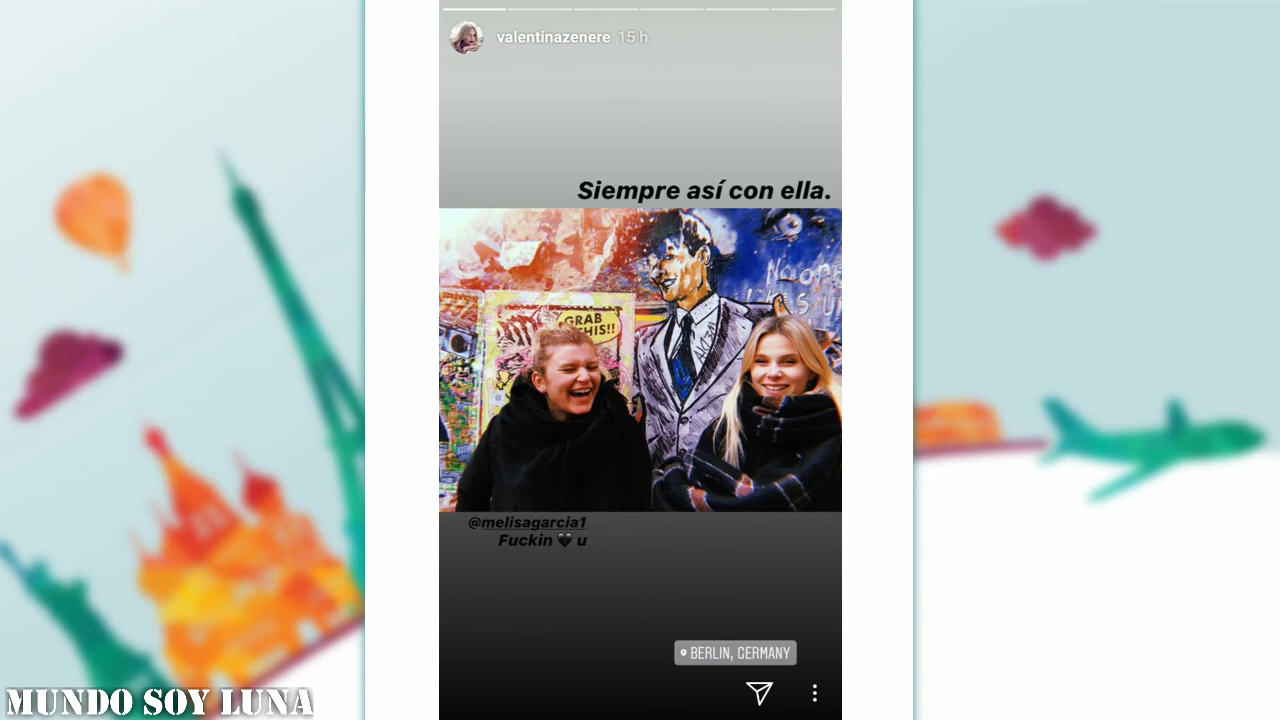 valentinazenere 15 h
Siempre así con ella.
GRAB
THIS!!
@melisagarcia1
Fuckin 🖤 u
BERLIN, GERMANY
MUNDO SOY LUNA